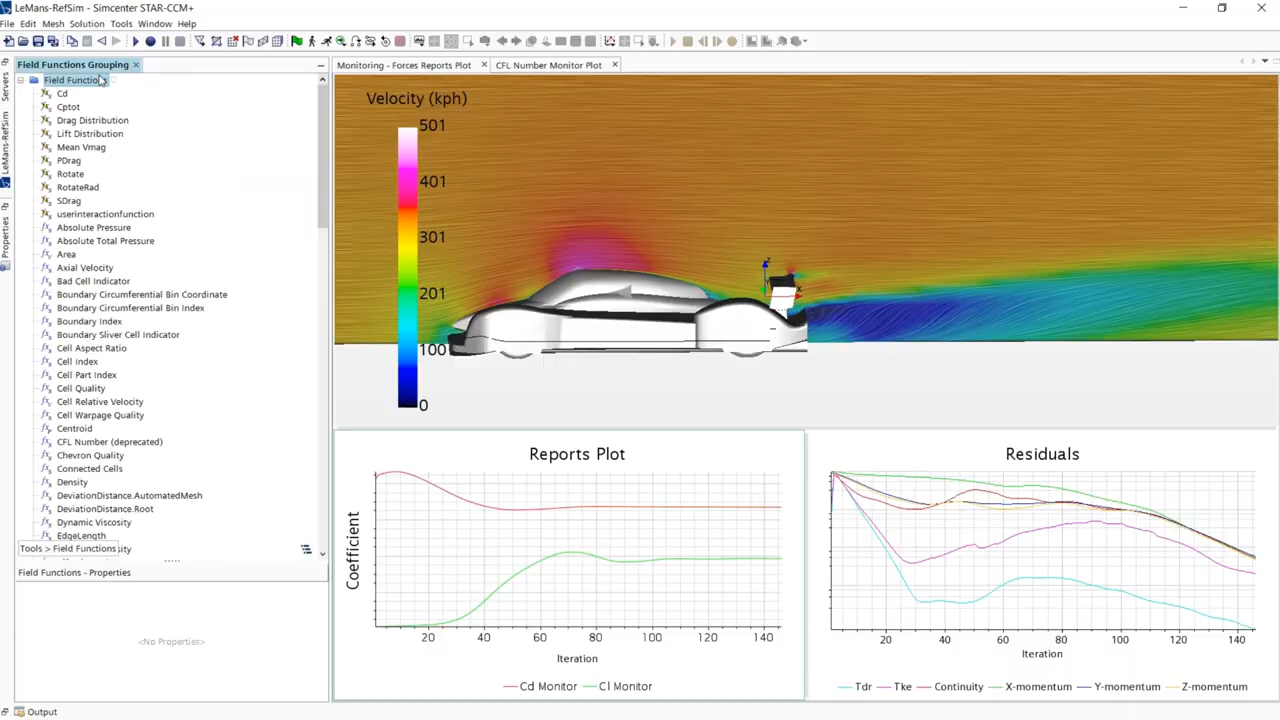 LeMans-RefSim - Simcenter STAR-CCM+
File Edit Mesh Solution Tools Window Help
Servers
LeMans-RefSim
Properties
Field Functions Grouping ×
Field Functions
Cd
Cptot
Drag Distribution
Lift Distribution
Mean Vmag
PDrag
Rotate
RotateRad
SDrag
userinteractionfunction
Absolute Pressure
Absolute Total Pressure
Area
Axial Velocity
Bad Cell Indicator
Boundary Circumferential Bin Coordinate
Boundary Circumferential Bin Index
Boundary Index
Boundary Sliver Cell Indicator
Cell Aspect Ratio
Cell Index
Cell Part Index
Cell Quality
Cell Relative Velocity
Cell Warpage Quality
Centroid
CFL Number (deprecated)
Chevron Quality
Connected Cells
Density
DeviationDistance.AutomatedMesh
DeviationDistance.Root
Dynamic Viscosity
EdgeLength
Tools > Field Functions
Field Functions - Properties
<No Properties>
Output
Monitoring - Forces Reports Plot × CFL Number Monitor Plot ×
Velocity (kph)
501
401
301
201
100
0
z
x
Reports Plot
Coefficient
20 40 60 80 100 120 140
Iteration
Cd Monitor Cl Monitor
Residuals
20 40 60 80 100 120 140
Iteration
Tdr Tke Continuity X-momentum Y-momentum Z-momentum